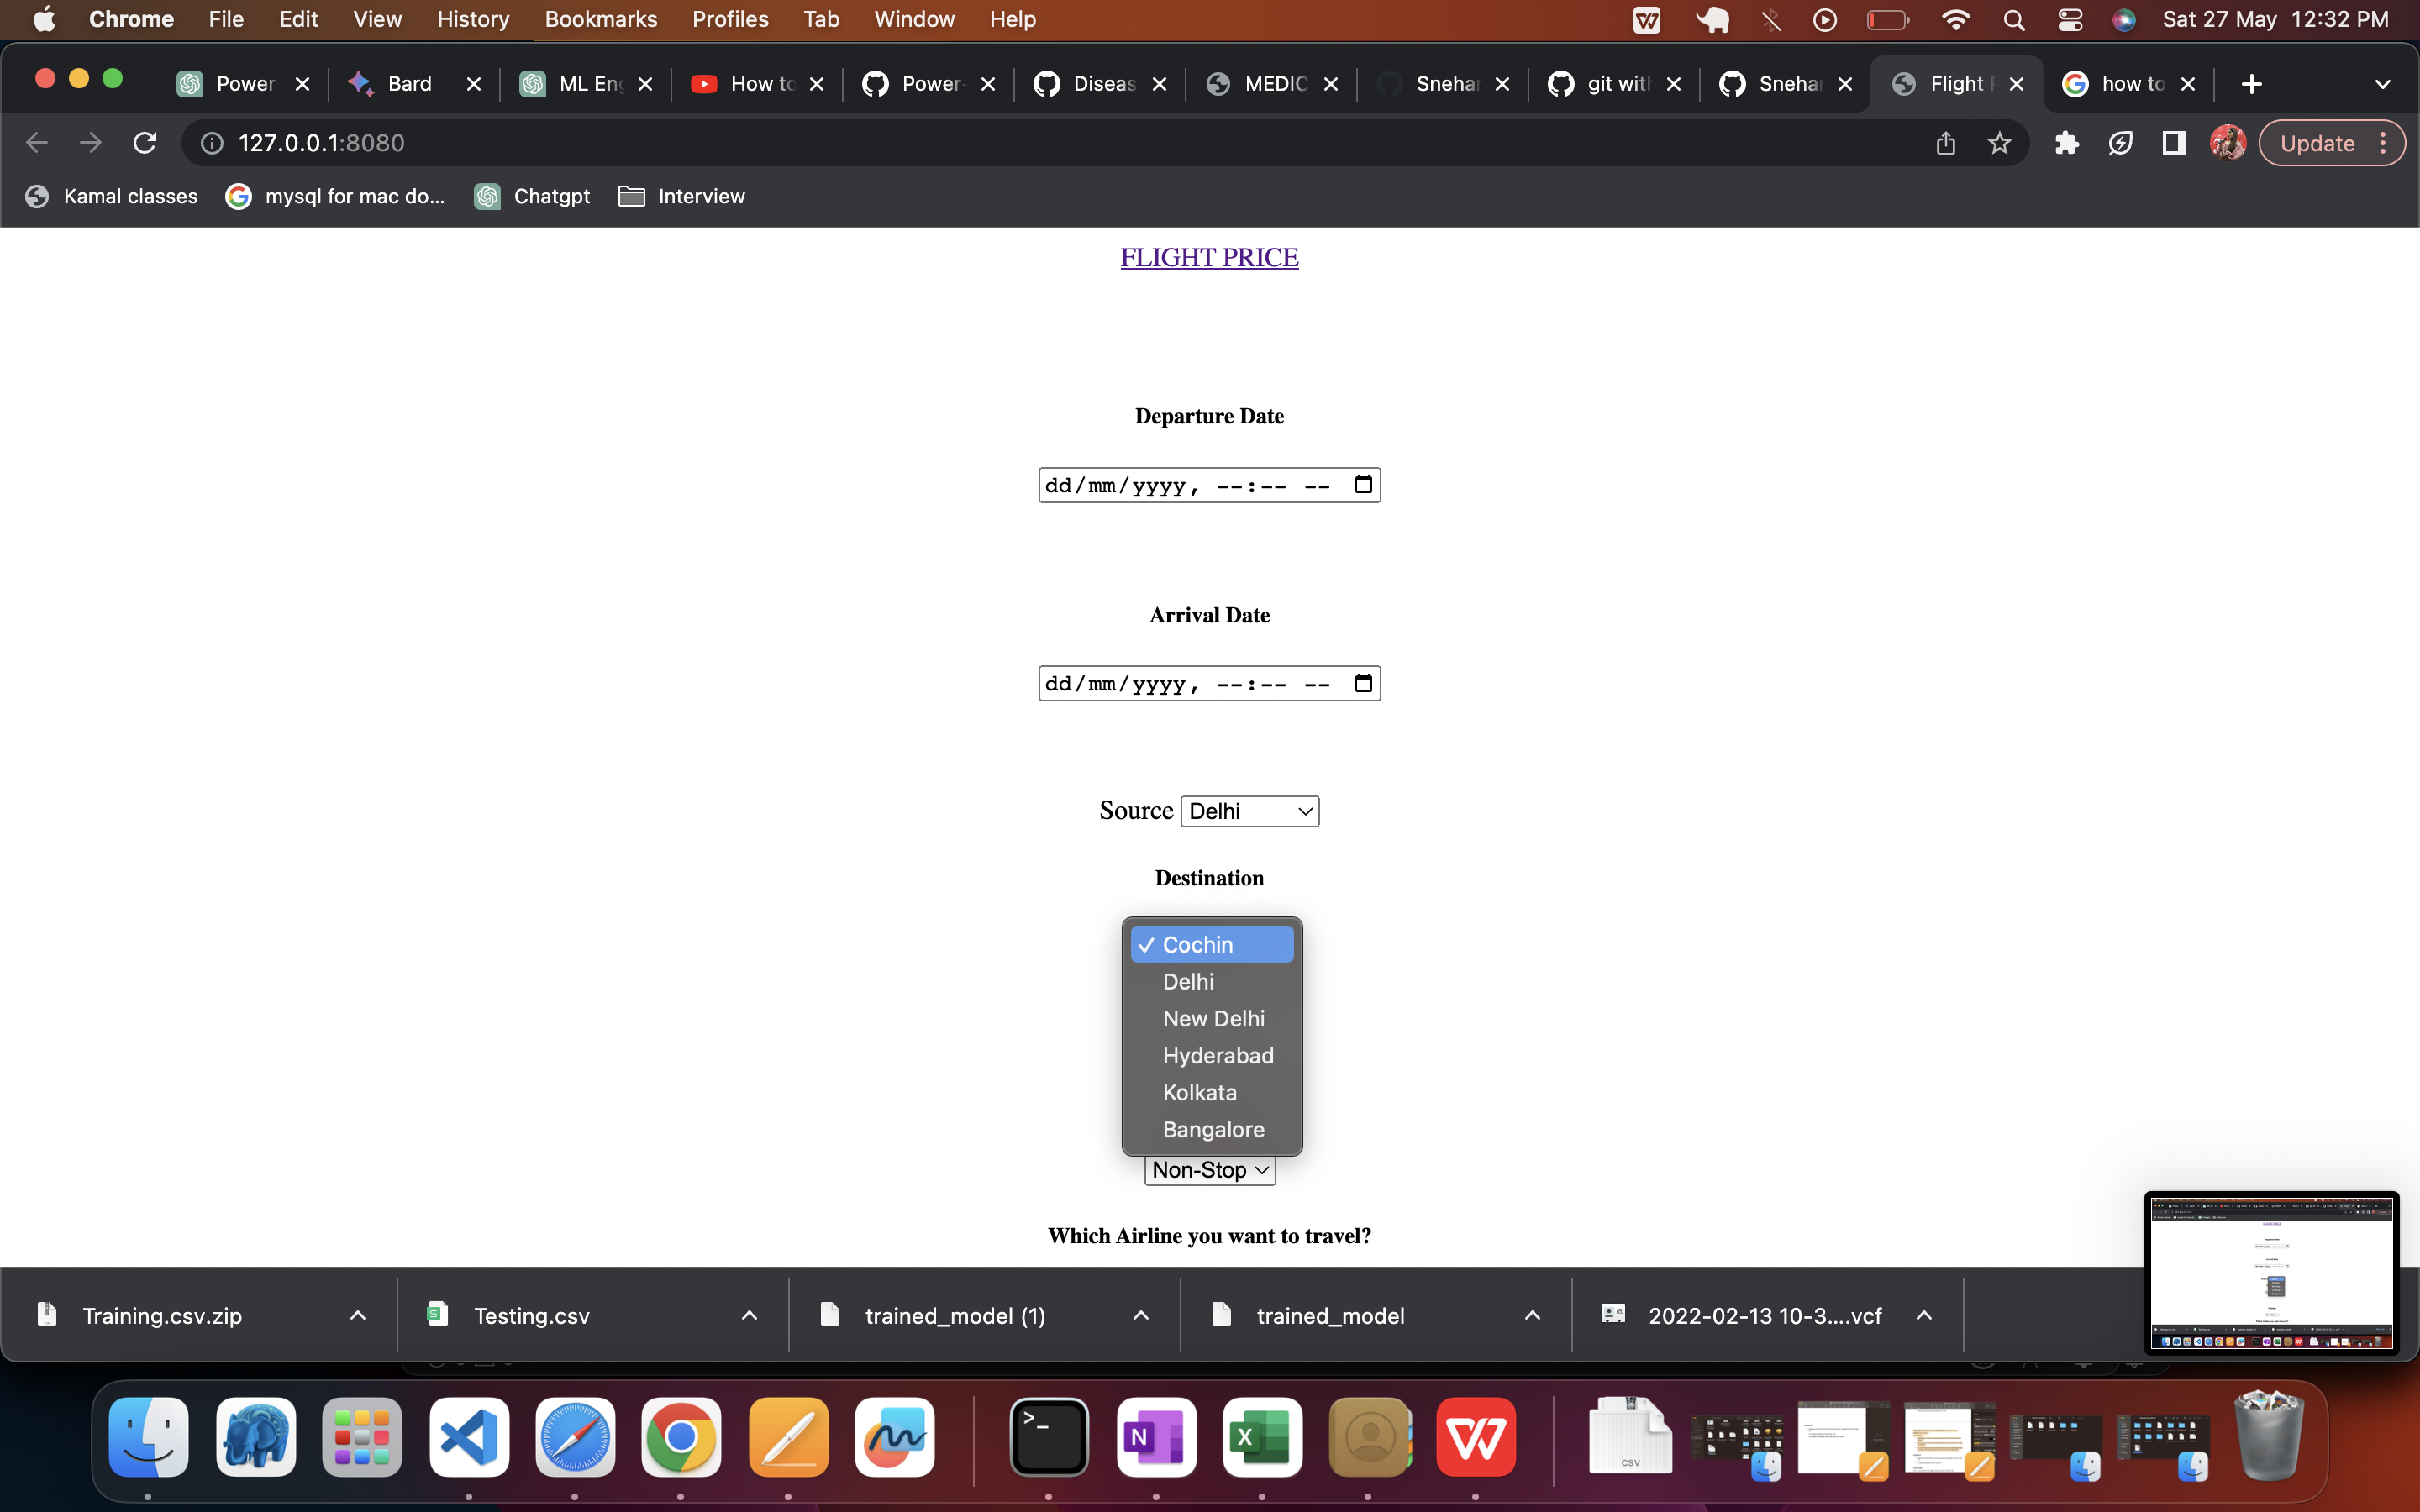 Chrome File Edit View History Bookmarks Profiles Tab Window Help Sat 27 May 12:32 PM
Power Bard ML Eng How to Power- Diseas MEDIC Snehar git with Snehar Flight how to
127.0.0.1:8080 Update
Kamal classes mysql for mac do... Chatgpt Interview
FLIGHT PRICE
Departure Date
dd/mm/yyyy, --:-- --
Arrival Date
dd/mm/yyyy, --:-- --
Source Delhi
Destination
✓ Cochin
Delhi
New Delhi
Hyderabad
Kolkata
Bangalore
Non-Stop
Which Airline you want to travel?
Training.csv.zip Testing.csv trained_model (1) trained_model 2022-02-13 10-3....vcf
CSV